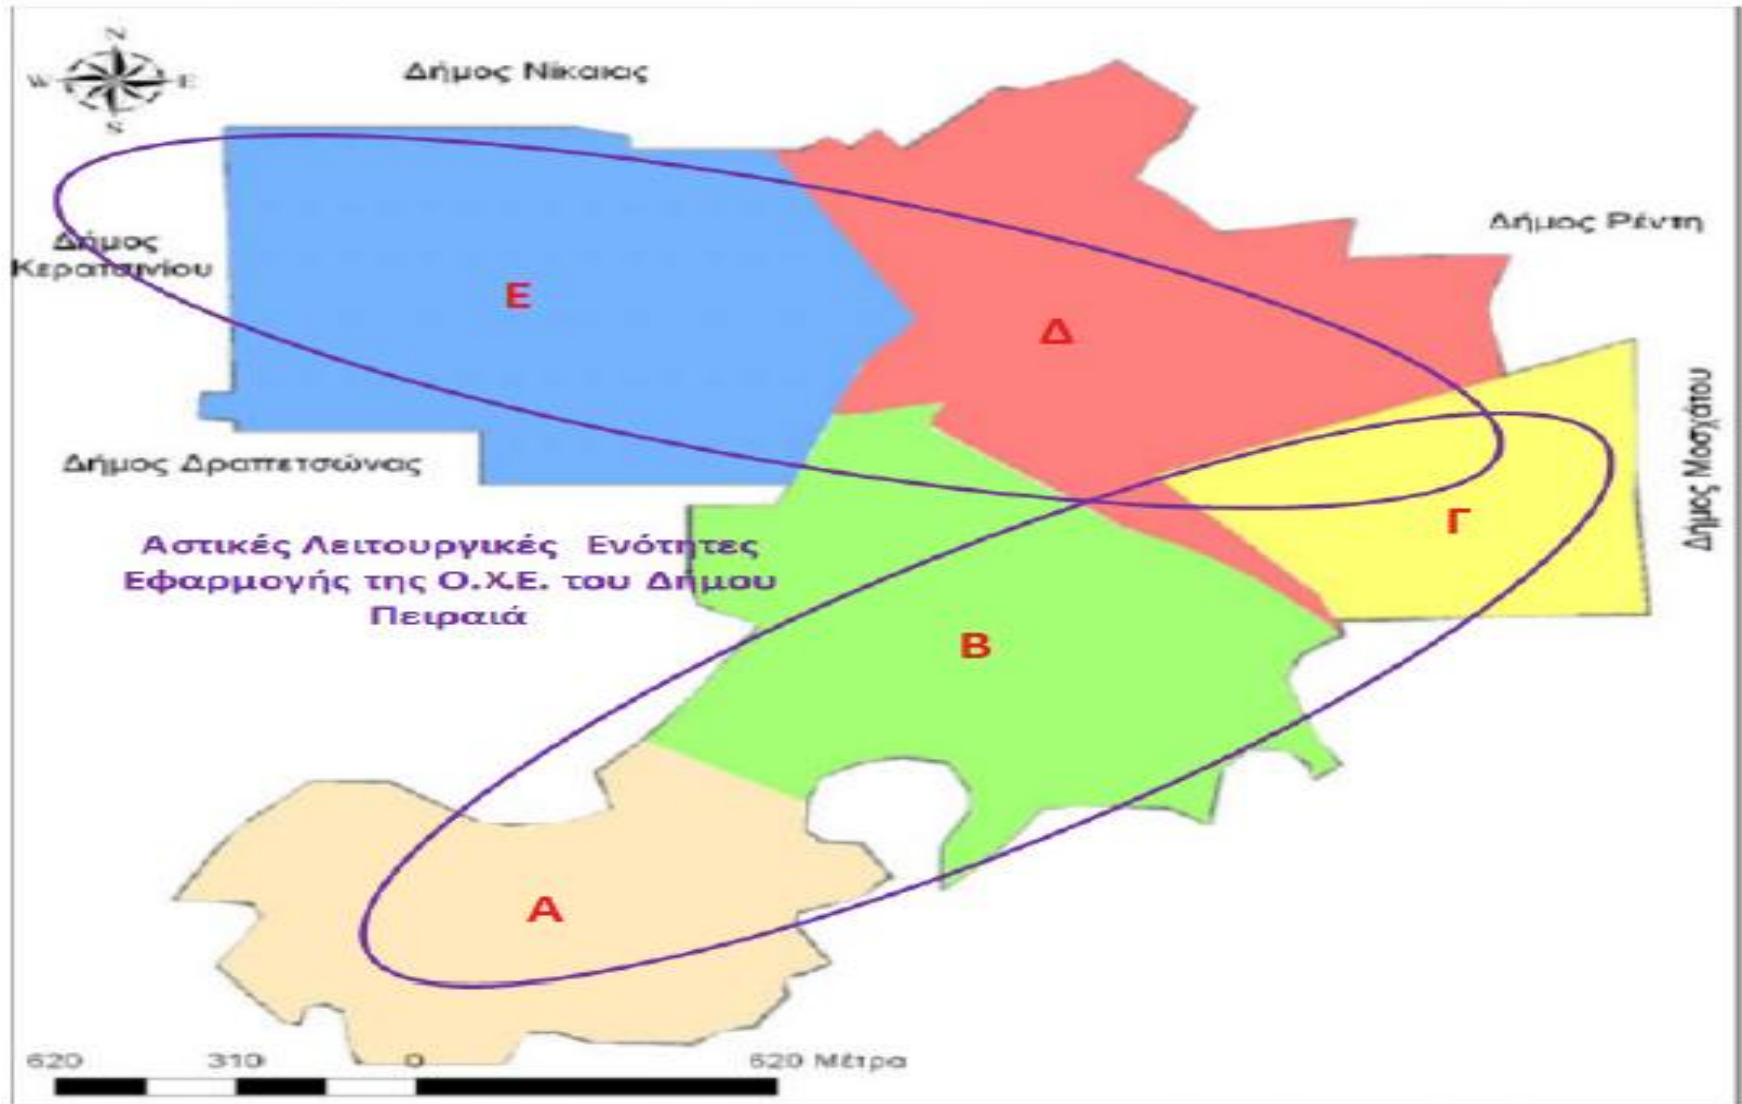 N
W E
S
Δήμος Νίκαιας
Δήμος Ρέντη
Δήμος
Κερατσινίου
Ε
Δ
Δήμος Μοσχάτου
Δήμος Δραπετσώνας
Γ
Αστικές Λειτουργικές Ενότητες
Εφαρμογής της Ο.Χ.Ε. του Δήμου
Πειραιά
Β
Α
620 310 0 620 Μέτρα